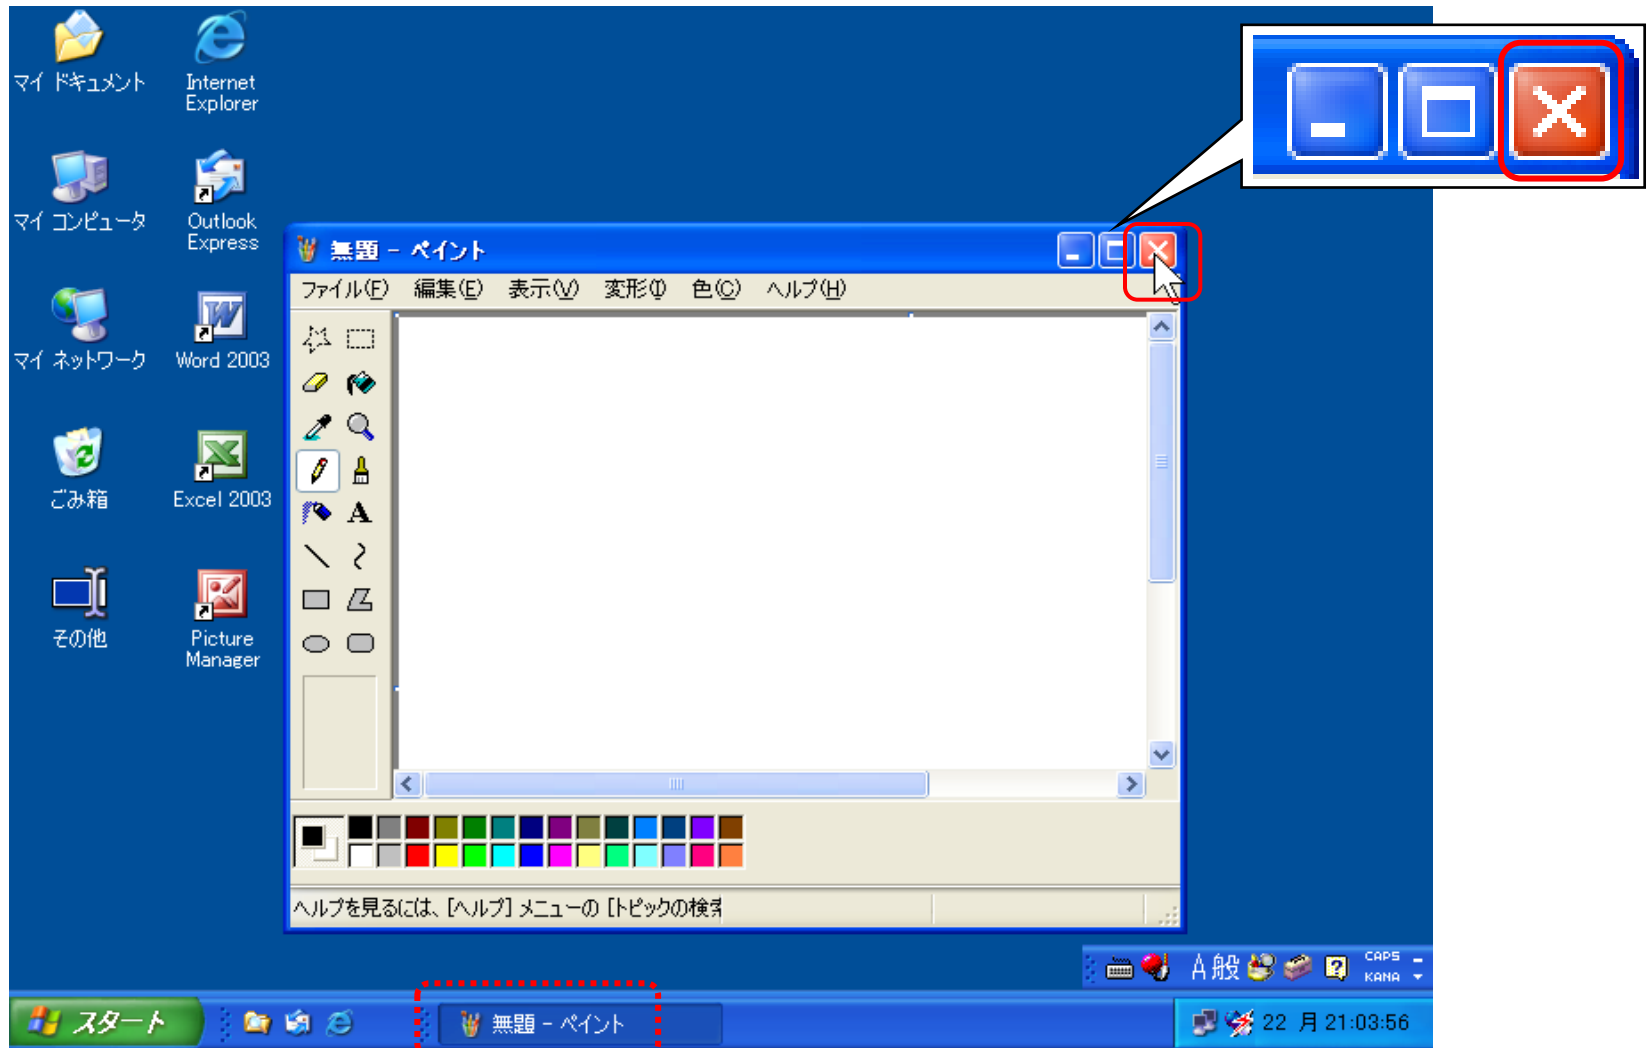 マイ ドキュメント
Internet
Explorer
マイ コンピュータ
Outlook
Express
マイ ネットワーク
Word 2003
ごみ箱
Excel 2003
その他
Picture
Manager
無題 - ペイント
ファイル(F) 編集(E) 表示(V) 変形(I) 色(C) ヘルプ(H)
A
ヘルプを見るには、[ヘルプ] メニューの [トピックの検索
A 般
CAPS
KANA
スタート
無題 - ペイント
22 月 21:03:56